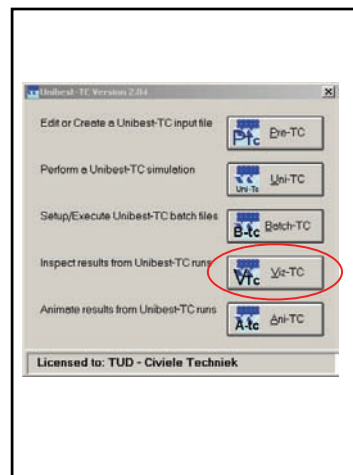 Unibest-TC Version 2.04
Edit or Create a Unibest-TC input file
Ptc Pre-TC
Perform a Unibest-TC simulation
Uni-Tc Uni-TC
Setup/Execute Unibest-TC batch files
B-tc Batch-TC
Inspect results from Unibest-TC runs
Vtc Viz-TC
Animate results from Unibest-TC runs
A-tc Ani-TC
Licensed to: TUD - Civiele Techniek